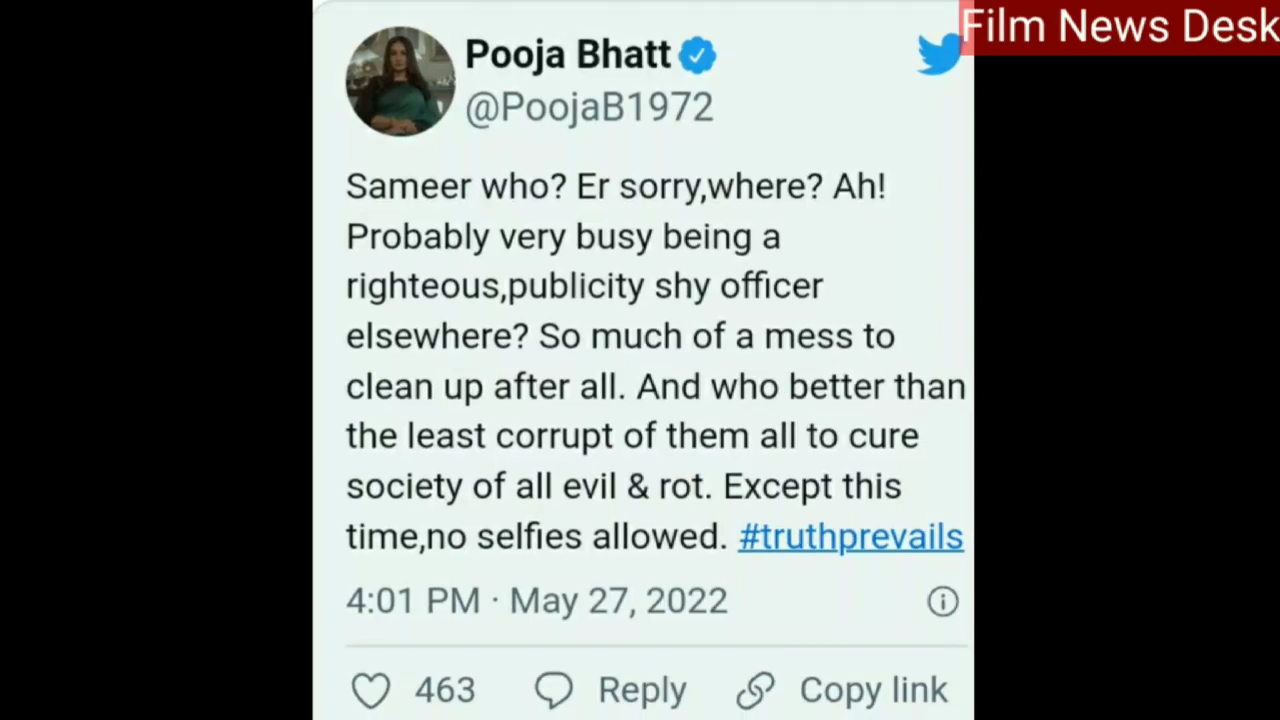 Film News Desk
Pooja Bhatt
@PoojaB1972
Sameer who? Er sorry,where? Ah!
Probably very busy being a
righteous,publicity shy officer
elsewhere? So much of a mess to
clean up after all. And who better than
the least corrupt of them all to cure
society of all evil & rot. Except this
time,no selfies allowed. #truthprevails
4:01 PM · May 27, 2022
463 Reply Copy link